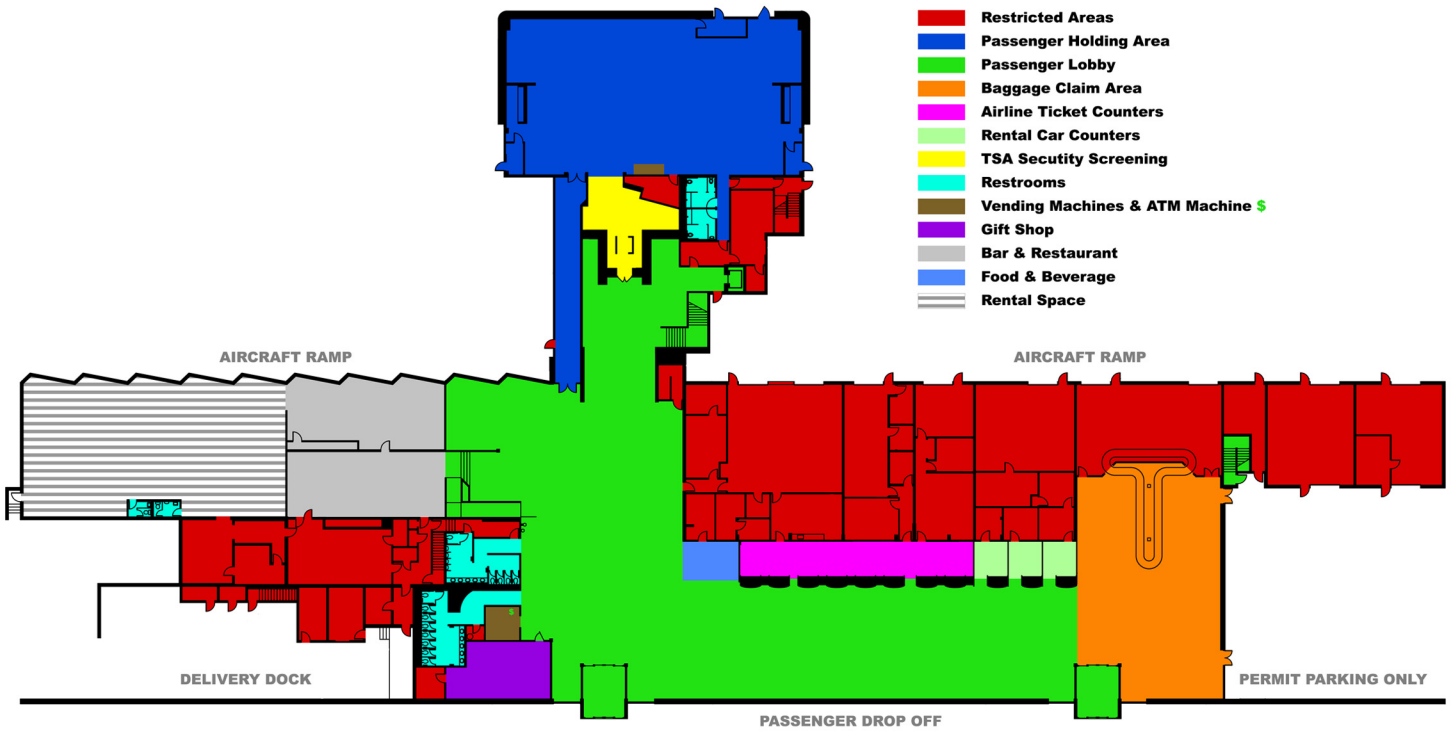 Restricted Areas
Passenger Holding Area
Passenger Lobby
Baggage Claim Area
Airline Ticket Counters
Rental Car Counters
TSA Secutity Screening
Restrooms
Vending Machines & ATM Machine $
Gift Shop
Bar & Restaurant
Food & Beverage
Rental Space
AIRCRAFT RAMP
AIRCRAFT RAMP
$
DELIVERY DOCK
PERMIT PARKING ONLY
PASSENGER DROP OFF